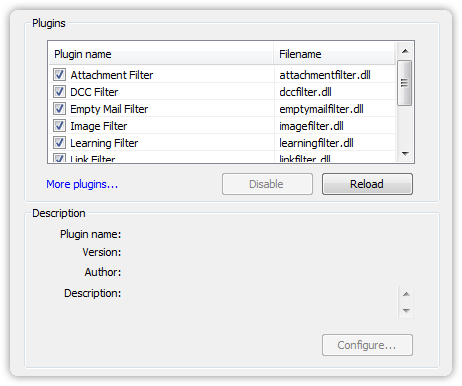 Plugins
Plugin name Filename
Attachment Filter attachmentfilter.dll
DCC Filter dccfilter.dll
Empty Mail Filter emptymailfilter.dll
Image Filter imagefilter.dll
Learning Filter learningfilter.dll
Link Filter linkfilter.dll
More plugins... Disable Reload
Description
Plugin name:
Version:
Author:
Description:
Configure...